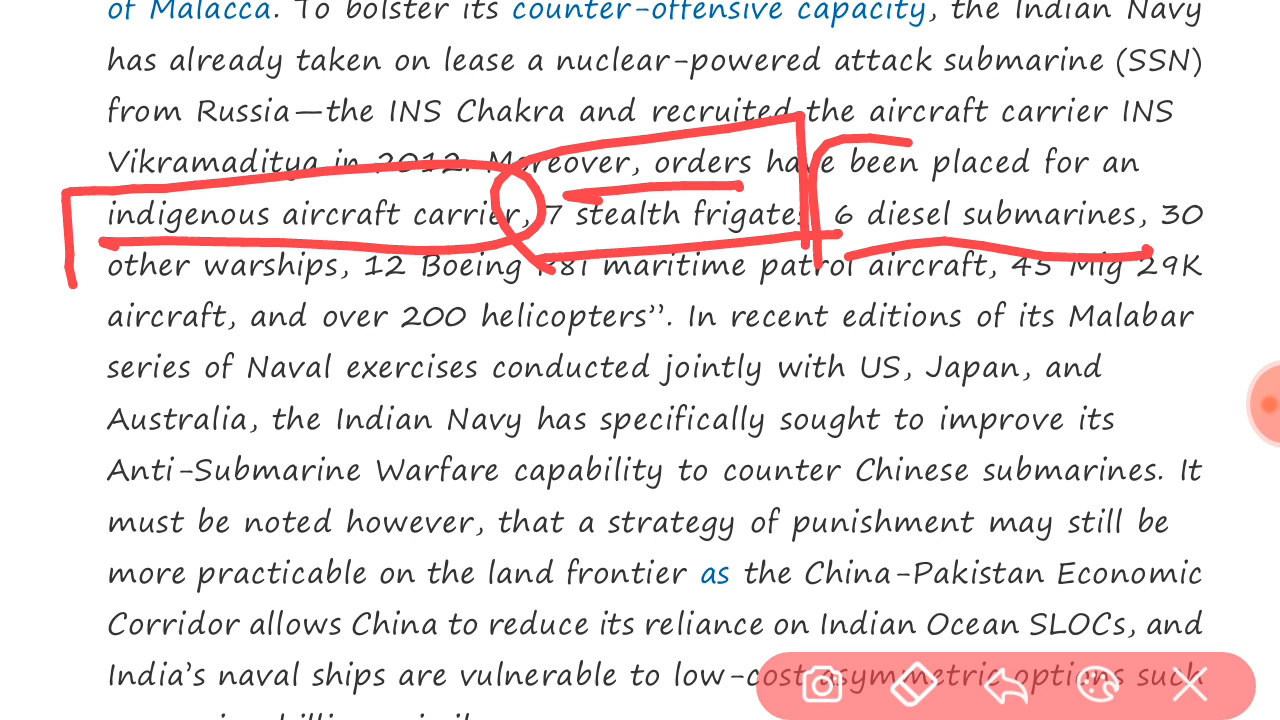 of Malacca. To bolster its counter-offensive capacity, the Indian Navy
has already taken on lease a nuclear-powered attack submarine (SSN)
from Russia—the INS Chakra and recruited the aircraft carrier INS
Vikramaditya in 2012. Moreover, orders have been placed for an
indigenous aircraft carrier, 7 stealth frigates, 6 diesel submarines, 30
other warships, 12 Boeing P8I maritime patrol aircraft, 45 Mig 29K
aircraft, and over 200 helicopters”. In recent editions of its Malabar
series of Naval exercises conducted jointly with US, Japan, and
Australia, the Indian Navy has specifically sought to improve its
Anti-Submarine Warfare capability to counter Chinese submarines. It
must be noted however, that a strategy of punishment may still be
more practicable on the land frontier as the China-Pakistan Economic
Corridor allows China to reduce its reliance on Indian Ocean SLOCs, and
India’s naval ships are vulnerable to low-cost asymmetric options such